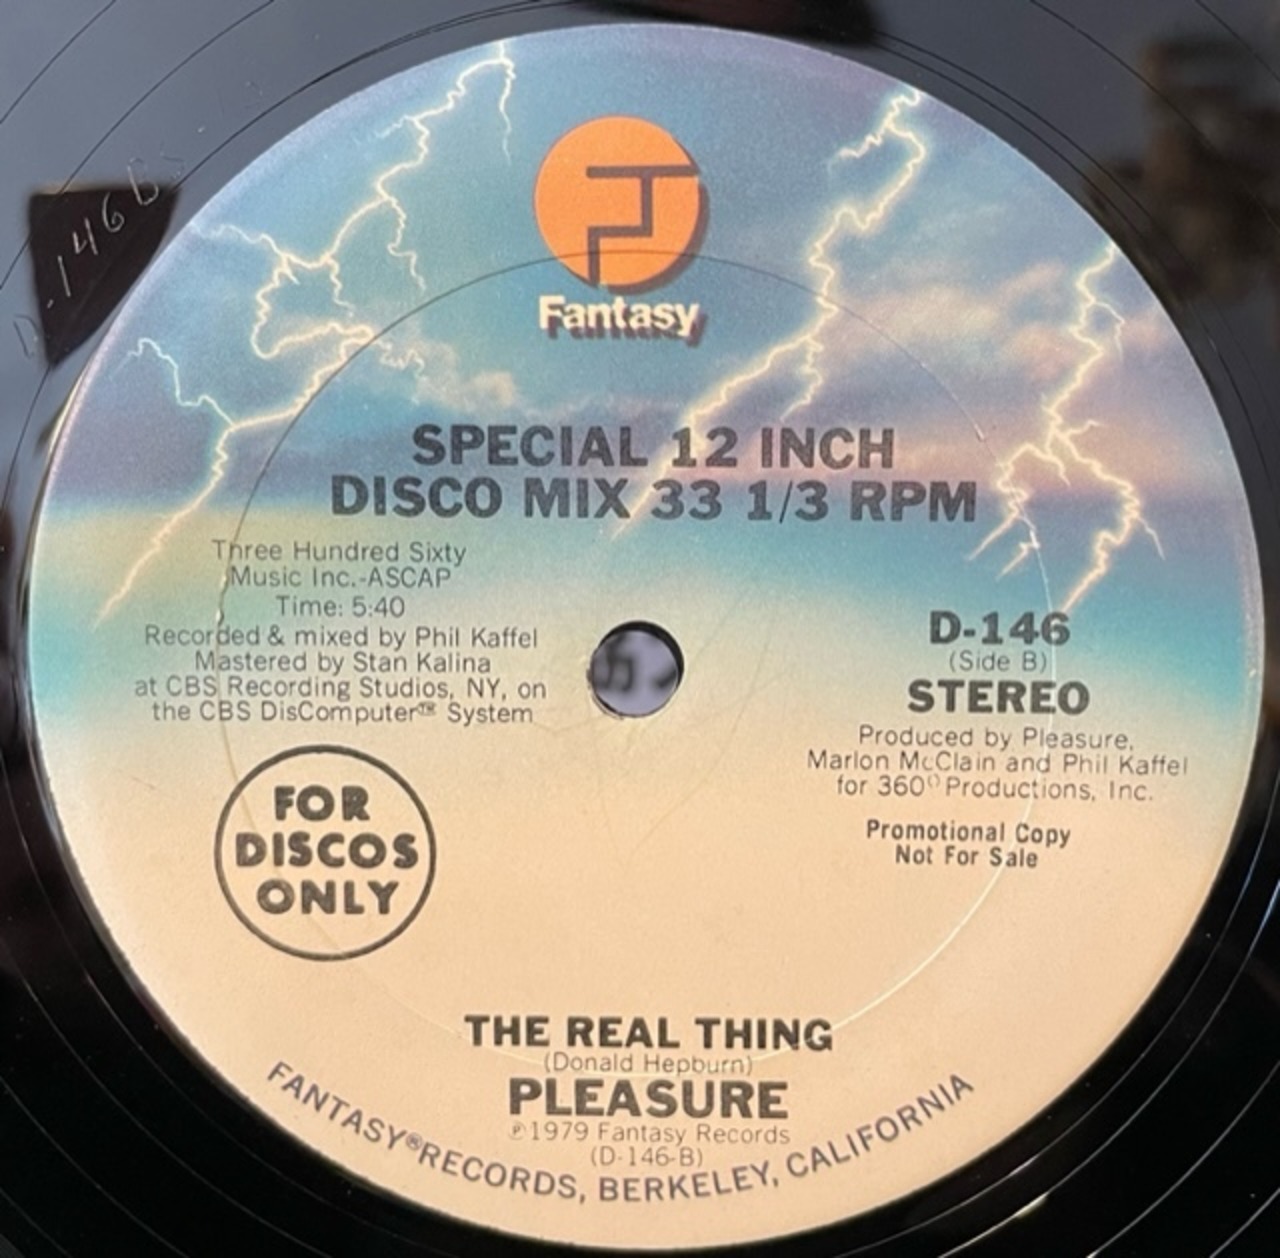 D-146 B
Fantasy
SPECIAL 12 INCH
DISCO MIX 33 1/3 RPM
Three Hundred Sixty
Music Inc.-ASCAP
Time: 5:40
Recorded & mixed by Phil Kaffel
Mastered by Stan Kalina
at CBS Recording Studios, NY, on
the CBS DisComputer™ System
D-146
(Side B)
STEREO
Produced by Pleasure,
Marlon McClain and Phil Kaffel
for 360° Productions, Inc.
Promotional Copy
Not For Sale
FOR
DISCOS
ONLY
THE REAL THING
(Donald Hepburn)
PLEASURE
℗1979 Fantasy Records
(D-146-B)
FANTASY®RECORDS, BERKELEY, CALIFORNIA